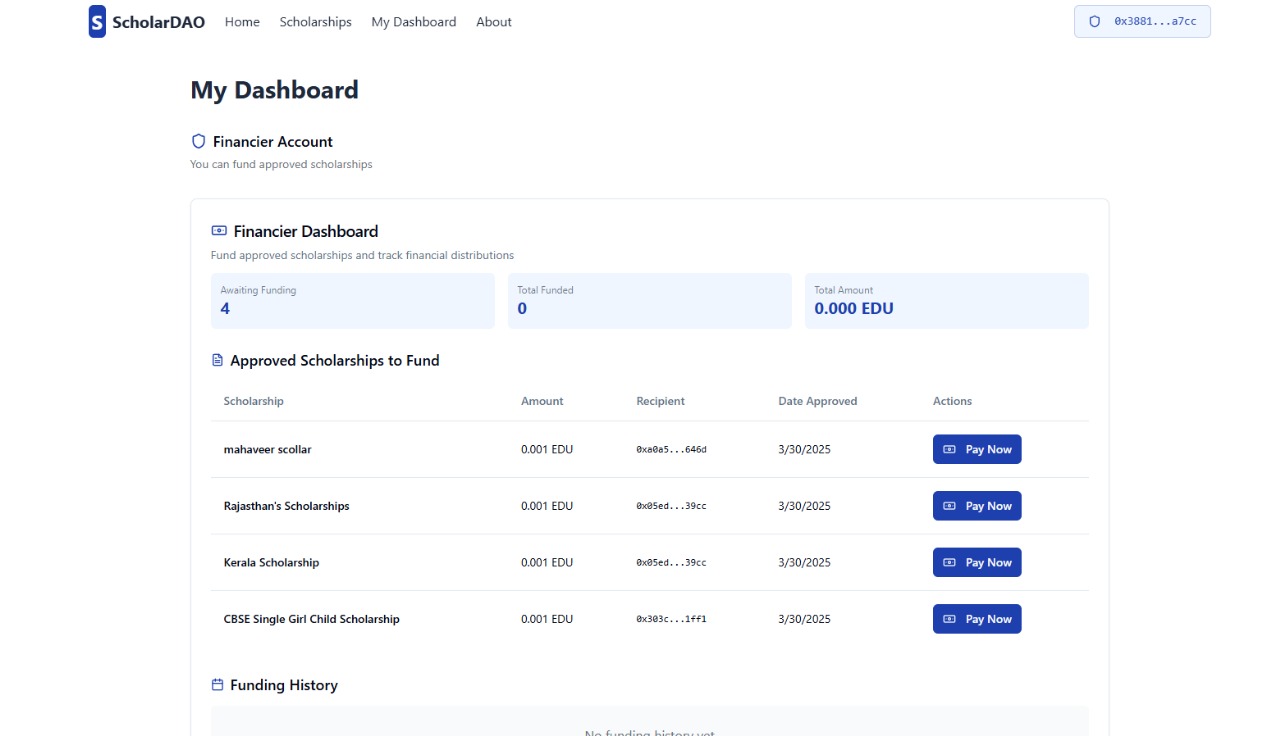 S ScholarDAO Home Scholarships My Dashboard About 0x3881...a7cc
My Dashboard
Financier Account
You can fund approved scholarships
Financier Dashboard
Fund approved scholarships and track financial distributions
Awaiting Funding Total Funded Total Amount
4 0 0.000 EDU
Approved Scholarships to Fund
Scholarship Amount Recipient Date Approved Actions
mahaveer scollar 0.001 EDU 0xa0a5...646d 3/30/2025 Pay Now
Rajasthan's Scholarships 0.001 EDU 0x05ed...39cc 3/30/2025 Pay Now
Kerala Scholarship 0.001 EDU 0x05ed...39cc 3/30/2025 Pay Now
CBSE Single Girl Child Scholarship 0.001 EDU 0x303c...1ff1 3/30/2025 Pay Now
Funding History
No funding history yet